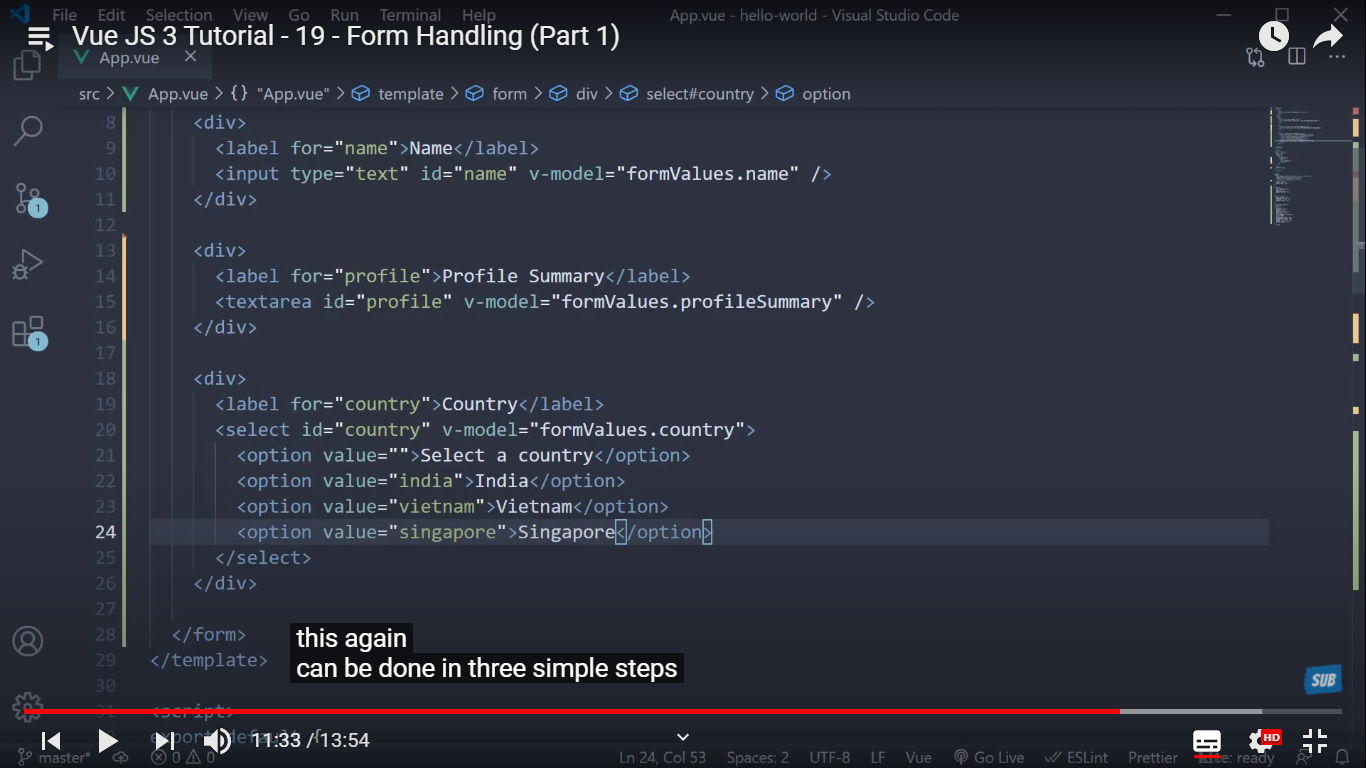 File Edit Selection View Go Run Terminal Help App.vue - hello-world - Visual Studio Code
Vue JS 3 Tutorial - 19 - Form Handling (Part 1)
App.vue
src > App.vue > {} "App.vue" > template > form > div > select#country > option
8 <div>
9 <label for="name">Name</label>
10 <input type="text" id="name" v-model="formValues.name" />
11 </div>
12
13 <div>
14 <label for="profile">Profile Summary</label>
15 <textarea id="profile" v-model="formValues.profileSummary" />
16 </div>
17
18 <div>
19 <label for="country">Country</label>
20 <select id="country" v-model="formValues.country">
21 <option value="">Select a country</option>
22 <option value="india">India</option>
23 <option value="vietnam">Vietnam</option>
24 <option value="singapore">Singapore</option>
25 </select>
26 </div>
27
28 </form>
29 </template>
30
31 <script>
export default {
1
1
this again
can be done in three simple steps
SUB
11:33 / 13:54
HD
master* 0 0 Ln 24, Col 53 Spaces: 2 UTF-8 LF Vue Go Live ESLint Prettier ready